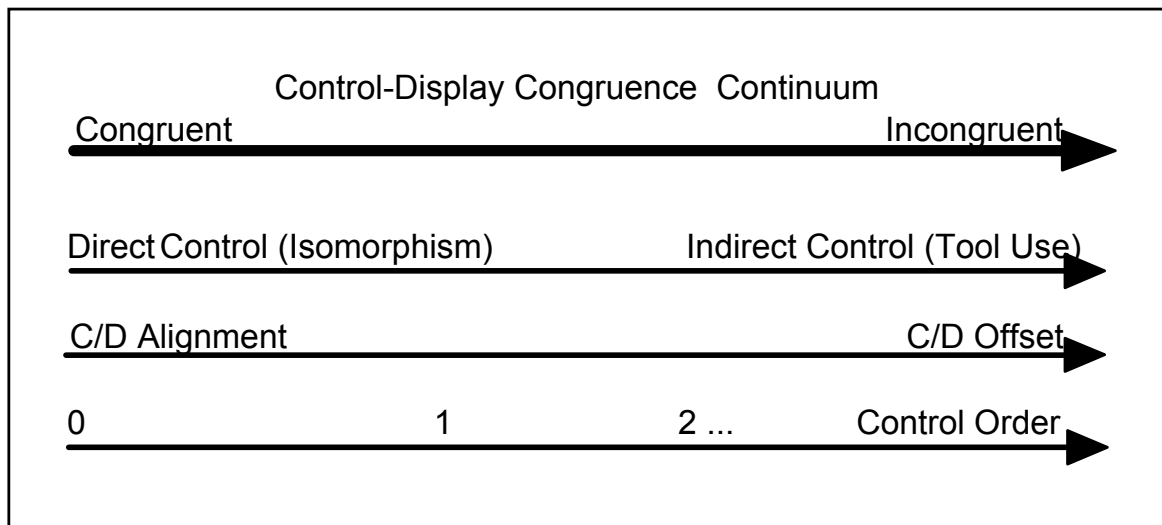 Control-Display Congruence Continuum
Congruent Incongruent
Direct Control (Isomorphism) Indirect Control (Tool Use)
C/D Alignment C/D Offset
0 1 2 ... Control Order